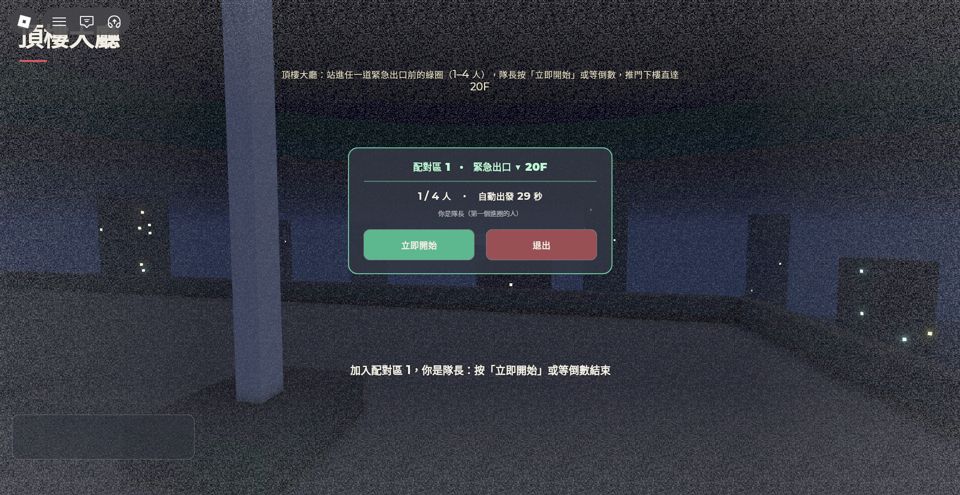 頂樓大廳
頂樓大廳：站進任一道緊急出口前的綠圈（1–4 人），隊長按「立即開始」或等倒數，推門下樓直達
20F
配對區 1 • 緊急出口 ▼ 20F
1 / 4 人 • 自動出發 29 秒
你是隊長（第一個進圈的人）
立即開始
退出
加入配對區 1，你是隊長：按「立即開始」或等倒數結束